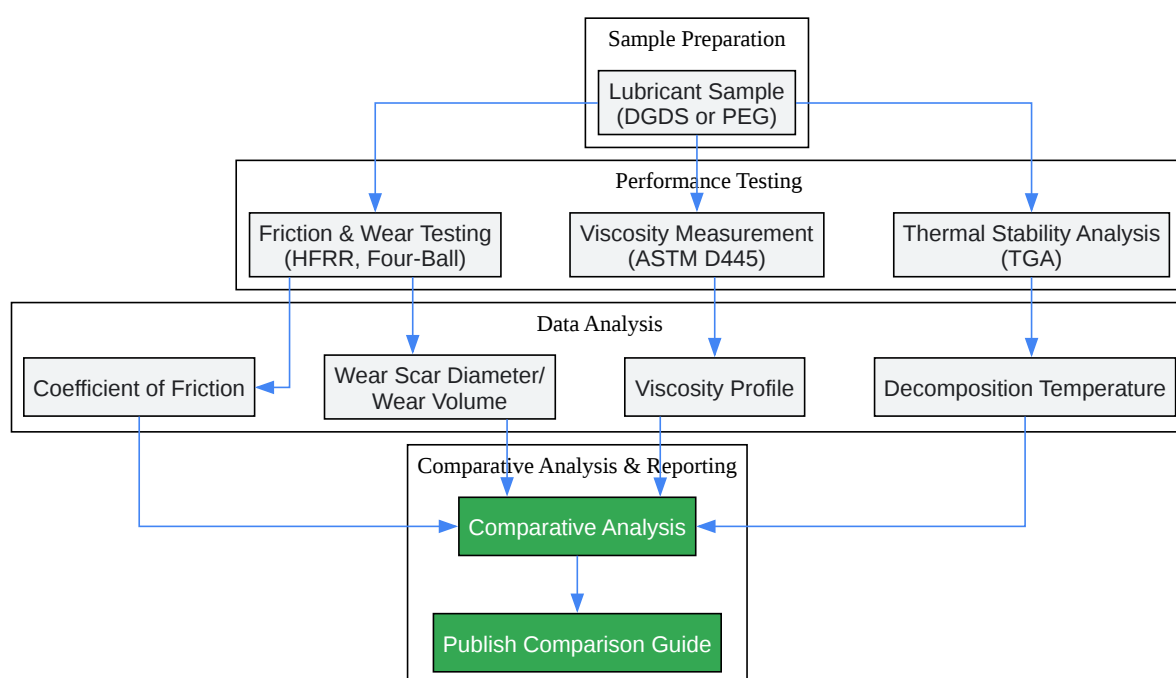 Sample Preparation
Lubricant Sample
(DGDS or PEG)
Performance Testing
Friction & Wear Testing
(HFRR, Four-Ball)
Viscosity Measurement
(ASTM D445)
Thermal Stability Analysis
(TGA)
Data Analysis
Coefficient of Friction
Wear Scar Diameter/
Wear Volume
Viscosity Profile
Decomposition Temperature
Comparative Analysis & Reporting
Comparative Analysis
Publish Comparison Guide